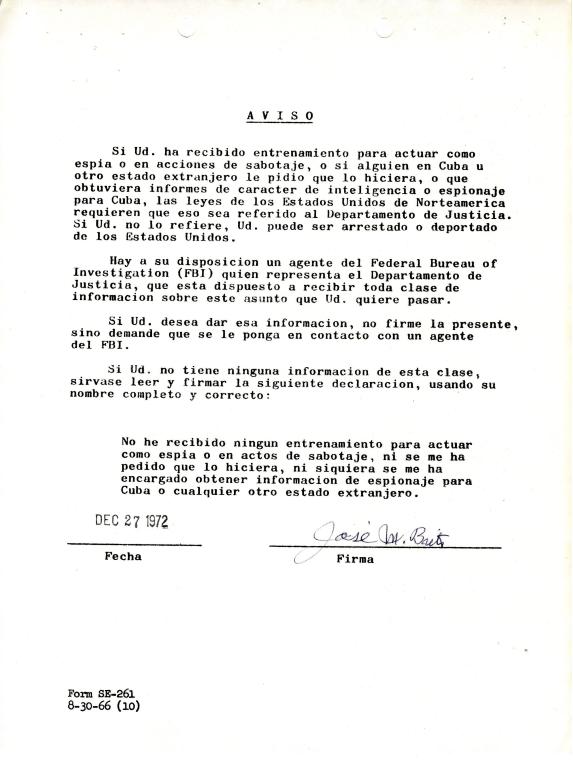 A V I S O
Si Ud. ha recibido entrenamiento para actuar como
espia o en acciones de sabotaje, o si alguien en Cuba u
otro estado extranjero le pidio que lo hiciera, o que
obtuviera informes de caracter de inteligencia o espionaje
para Cuba, las leyes de los Estados Unidos de Norteamerica
requieren que eso sea referido al Departamento de Justicia.
Si Ud. no lo refiere, Ud. puede ser arrestado o deportado
de los Estados Unidos.
Hay a su disposicion un agente del Federal Bureau of
Investigation (FBI) quien representa el Departamento de
Justicia, que esta dispuesto a recibir toda clase de
informacion sobre este asunto que Ud. quiere pasar.
Si Ud. desea dar esa informacion, no firme la presente,
sino demande que se le ponga en contacto con un agente
del FBI.
Si Ud. no tiene ninguna informacion de esta clase,
sirvase leer y firmar la siguiente declaracion, usando su
nombre completo y correcto:
No he recibido ningun entrenamiento para actuar
como espia o en actos de sabotaje, ni se me ha
pedido que lo hiciera, ni siquiera se me ha
encargado obtener informacion de espionaje para
Cuba o cualquier otro estado extranjero.
DEC 27 1972
José M.
Fecha
Firma
Form SE-261
8-30-66 (10)